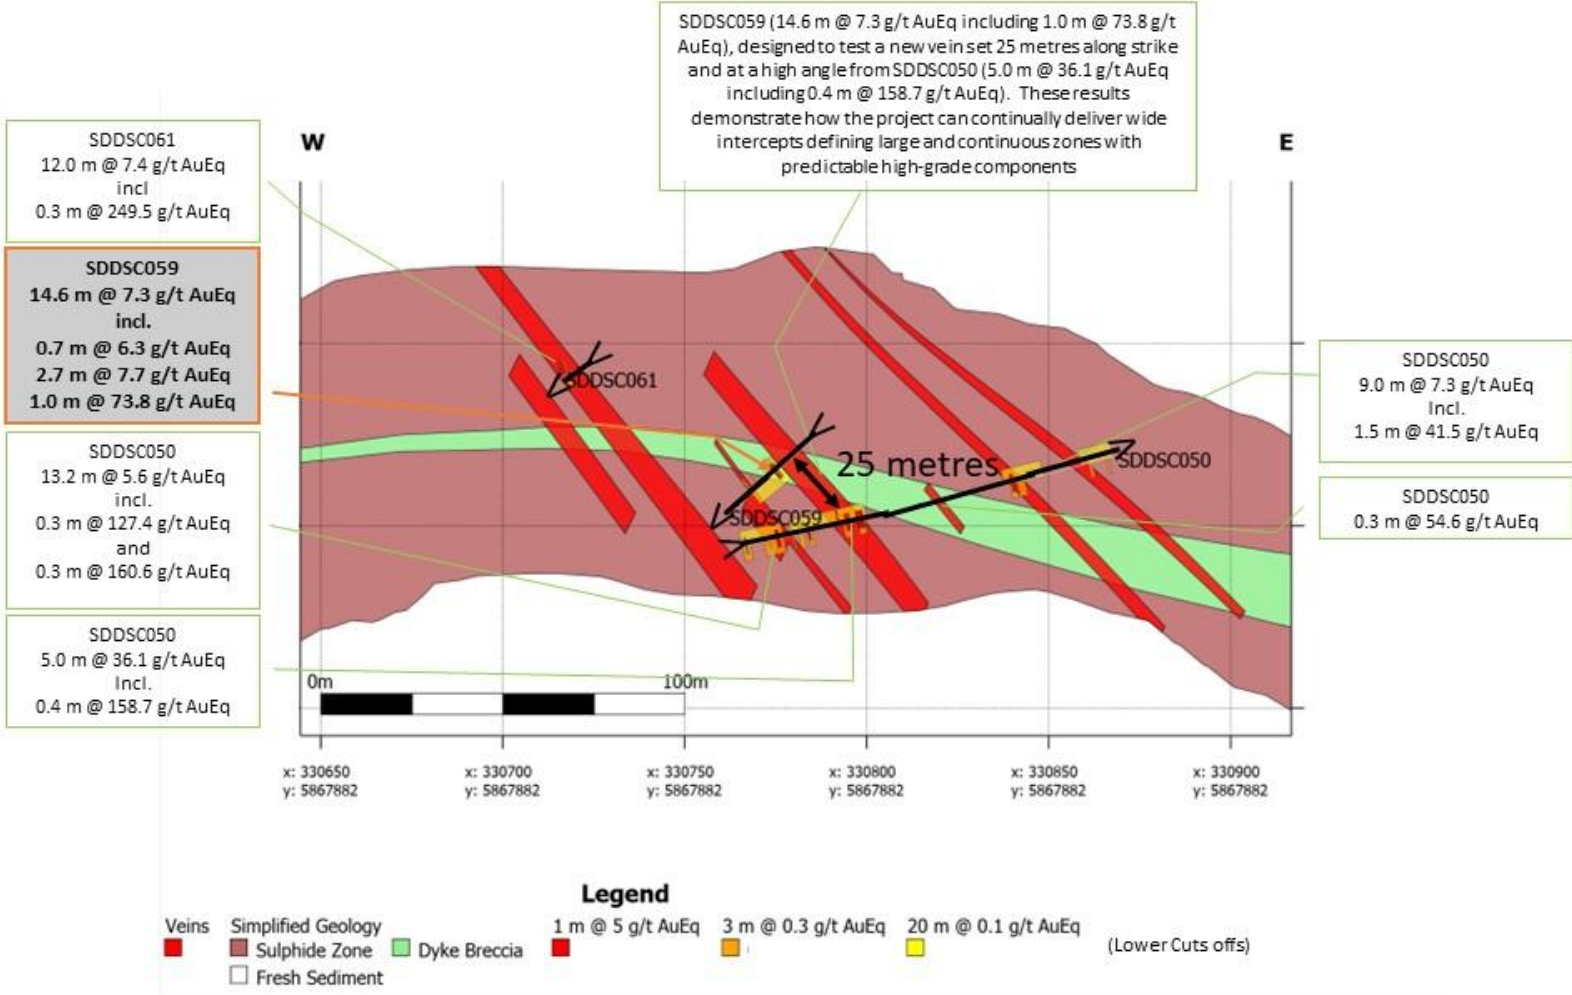 SDDSC059 (14.6 m @ 7.3 g/t AuEq including 1.0 m @ 73.8 g/t
AuEq), designed to test a new vein set 25 metres along strike
and at a high angle from SDDSC050 (5.0 m @ 36.1 g/t AuEq
including 0.4 m @ 158.7 g/t AuEq). These results
demonstrate how the project can continually deliver wide
intercepts defining large and continuous zones with
predictable high-grade components
W
E
SDDSC061
12.0 m @ 7.4 g/t AuEq
incl
0.3 m @ 249.5 g/t AuEq
SDDSC059
14.6 m @ 7.3 g/t AuEq
incl.
0.7 m @ 6.3 g/t AuEq
2.7 m @ 7.7 g/t AuEq
1.0 m @ 73.8 g/t AuEq
SDDSC050
13.2 m @ 5.6 g/t AuEq
incl.
0.3 m @ 127.4 g/t AuEq
and
0.3 m @ 160.6 g/t AuEq
SDDSC050
5.0 m @ 36.1 g/t AuEq
Incl.
0.4 m @ 158.7 g/t AuEq
SDDSC061
25 metres
SDDSC050
SDDSC059
SDDSC050
9.0 m @ 7.3 g/t AuEq
Incl.
1.5 m @ 41.5 g/t AuEq
SDDSC050
0.3 m @ 54.6 g/t AuEq
0m 100m
x: 330650 x: 330700 x: 330750 x: 330800 x: 330850 x: 330900
y: 5867882 y: 5867882 y: 5867882 y: 5867882 y: 5867882 y: 5867882
Legend
Veins Simplified Geology 1 m @ 5 g/t AuEq 3 m @ 0.3 g/t AuEq 20 m @ 0.1 g/t AuEq
Sulphide Zone Dyke Breccia (Lower Cuts offs)
Fresh Sediment